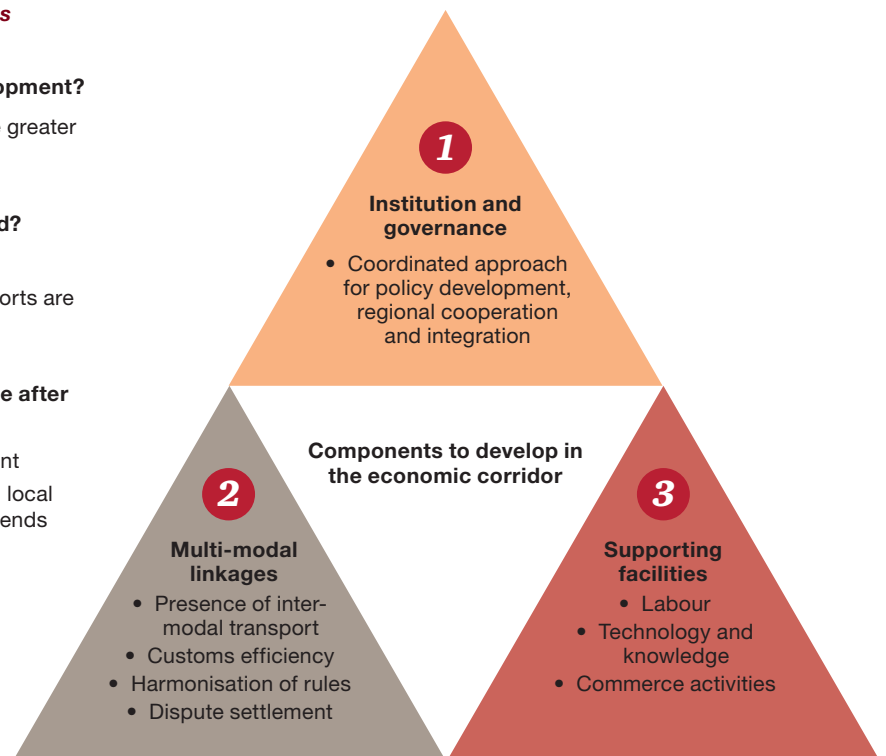 s
opment?
greater
d?
orts are
e after
nt
local
ends
1
Institution and
governance
• Coordinated approach
for policy development,
regional cooperation
and integration
Components to develop in
the economic corridor
2
Multi-modal
linkages
• Presence of inter-
modal transport
• Customs efficiency
• Harmonisation of rules
• Dispute settlement
3
Supporting
facilities
• Labour
• Technology and
knowledge
• Commerce activities